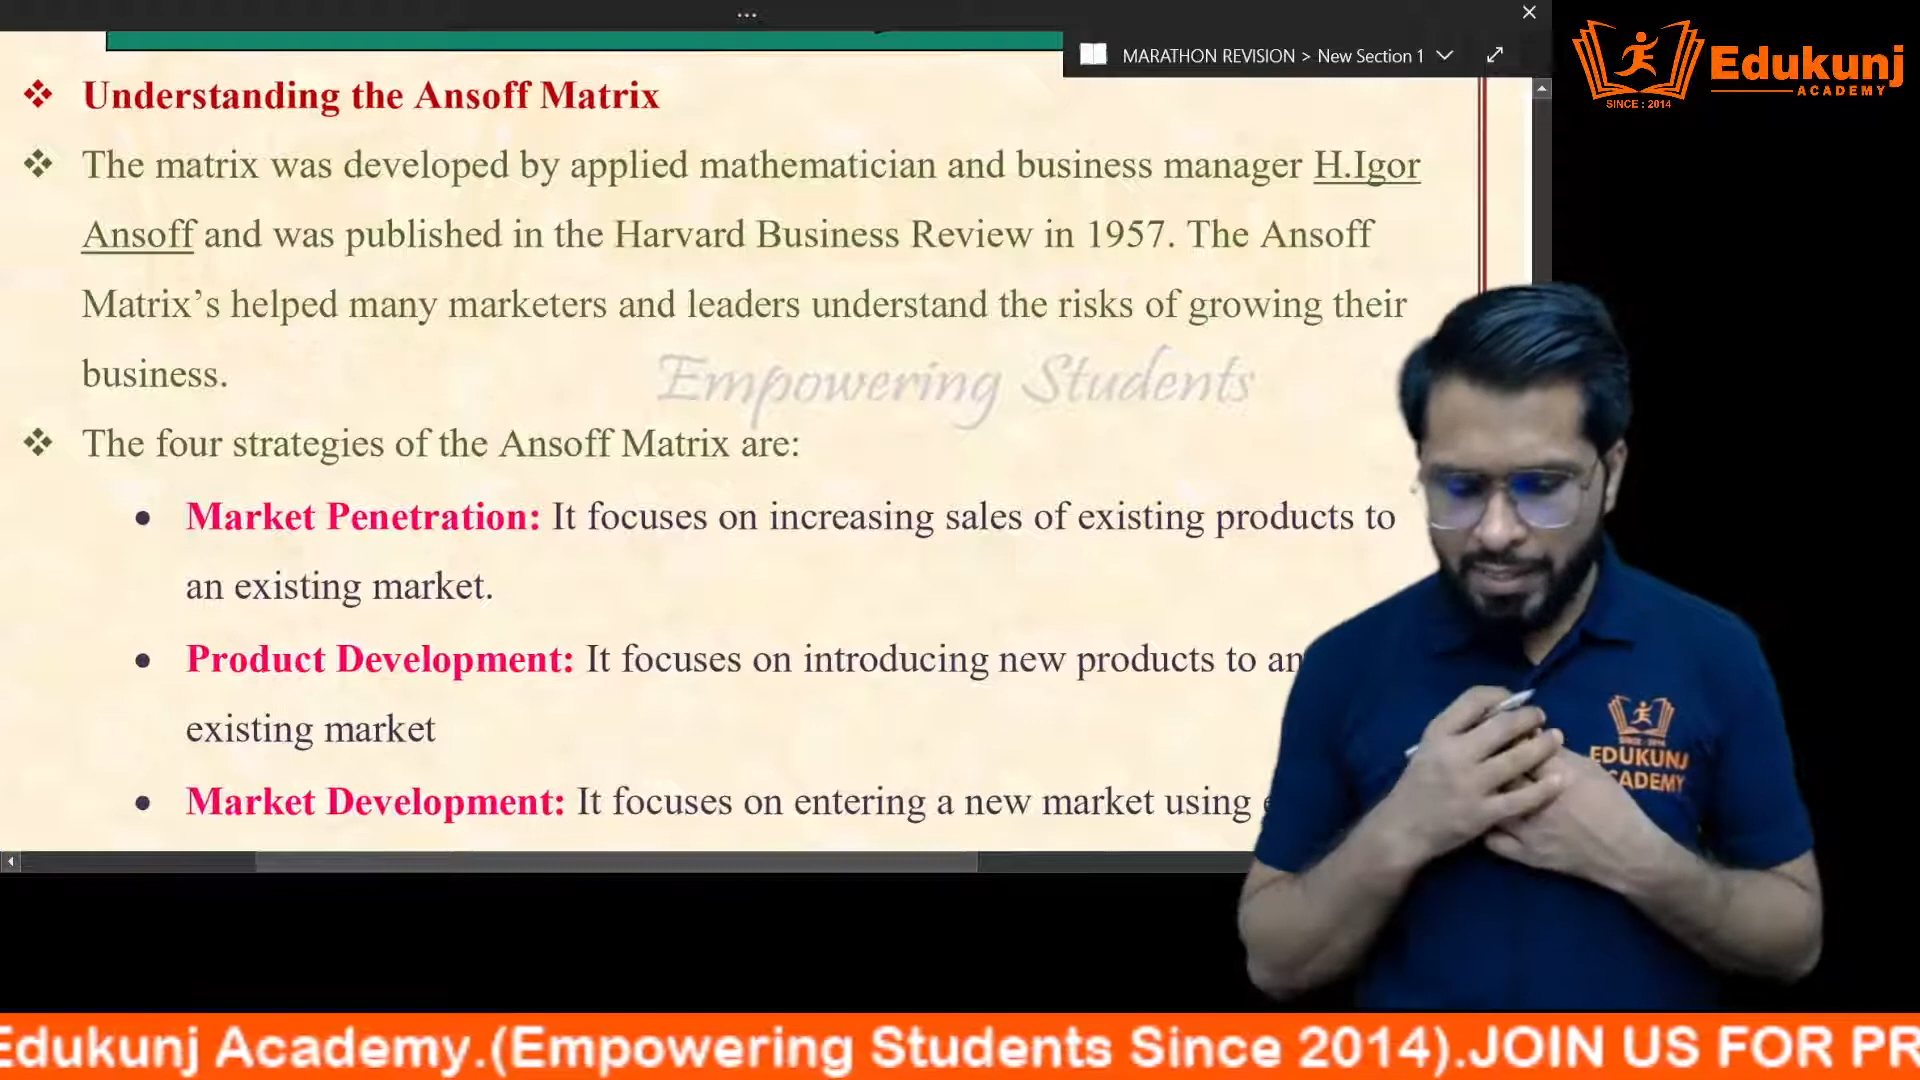 ...
MARATHON REVISION > New Section 1
Edukunj
ACADEMY
SINCE : 2014
Understanding the Ansoff Matrix
The matrix was developed by applied mathematician and business manager H.Igor
Ansoff and was published in the Harvard Business Review in 1957. The Ansoff
Matrix’s helped many marketers and leaders understand the risks of growing their
business.
Empowering Students
The four strategies of the Ansoff Matrix are:
Market Penetration: It focuses on increasing sales of existing products to
an existing market.
Product Development: It focuses on introducing new products to an
existing market
Market Development: It focuses on entering a new market using
EDUKUNJ
ACADEMY
Edukunj Academy.(Empowering Students Since 2014).JOIN US FOR PR